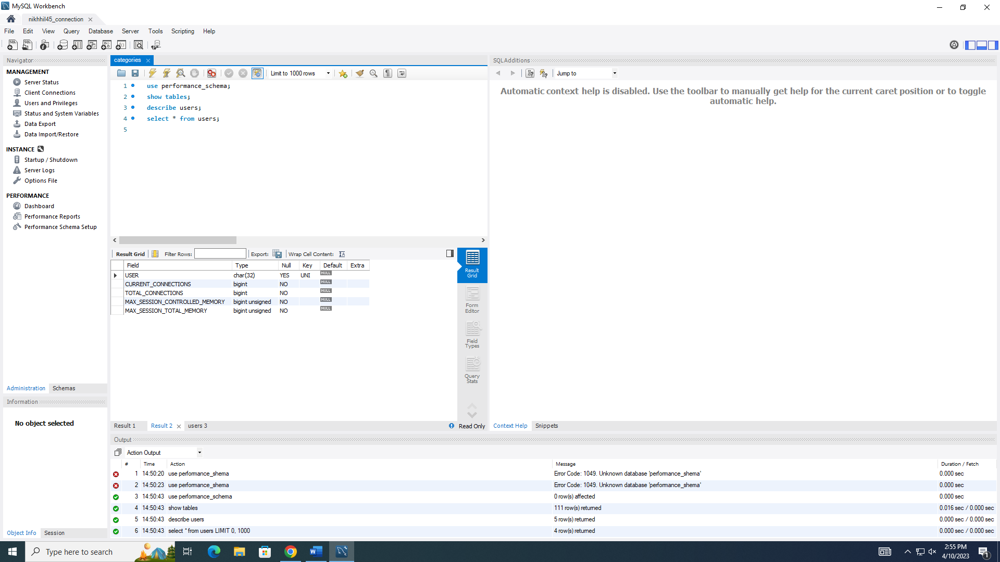 MySQL Workbench
nikhhil45_connection
File Edit View Query Database Server Tools Scripting Help
Navigator
MANAGEMENT
Server Status
Client Connections
Users and Privileges
Status and System Variables
Data Export
Data Import/Restore
INSTANCE
Startup / Shutdown
Server Logs
Options File
PERFORMANCE
Dashboard
Performance Reports
Performance Schema Setup
Administration Schemas
Information
No object selected
Object Info Session
categories
Limit to 1000 rows
1 use performance_schema;
2 show tables;
3 describe users;
4 select * from users;
5
Result Grid Filter Rows: Export: Wrap Cell Content:
Field Type Null Key Default Extra
USER char(32) YES UNI NULL
CURRENT_CONNECTIONS bigint NO NULL
TOTAL_CONNECTIONS bigint NO NULL
MAX_SESSION_CONTROLLED_MEMORY bigint unsigned NO NULL
MAX_SESSION_TOTAL_MEMORY bigint unsigned NO NULL
Result
Grid
Form
Editor
Field
Types
Query
Stats
Result 1 Result 2 users 3 Read Only
SQLAdditions
Jump to
Automatic context help is disabled. Use the toolbar to manually get help for the current caret position or to toggle
automatic help.
Context Help Snippets
Output
Action Output
# Time Action Message Duration / Fetch
1 14:50:20 use performance_shema Error Code: 1049. Unknown database 'performance_shema' 0.000 sec
2 14:50:23 use performance_shema Error Code: 1049. Unknown database 'performance_shema' 0.000 sec
3 14:50:43 use performance_schema 0 row(s) affected 0.000 sec
4 14:50:43 show tables 111 row(s) returned 0.016 sec / 0.000 sec
5 14:50:43 describe users 5 row(s) returned 0.000 sec / 0.000 sec
6 14:50:43 select * from users LIMIT 0, 1000 4 row(s) returned 0.000 sec / 0.000 sec
Type here to search
2:55 PM
4/10/2023
1